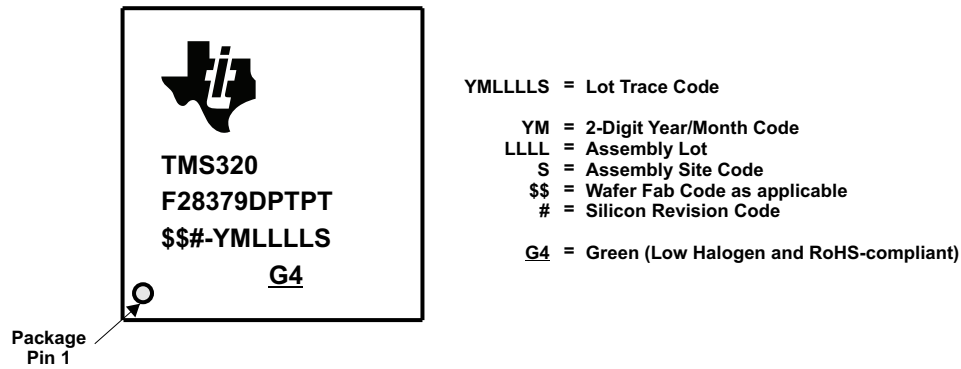 TMS320
F28379DPTPT
$$#-YMLLLLS
G4
Package
Pin 1
YMLLLLS = Lot Trace Code
YM = 2-Digit Year/Month Code
LLLL = Assembly Lot
S = Assembly Site Code
$$ = Wafer Fab Code as applicable
# = Silicon Revision Code
G4 = Green (Low Halogen and RoHS-compliant)